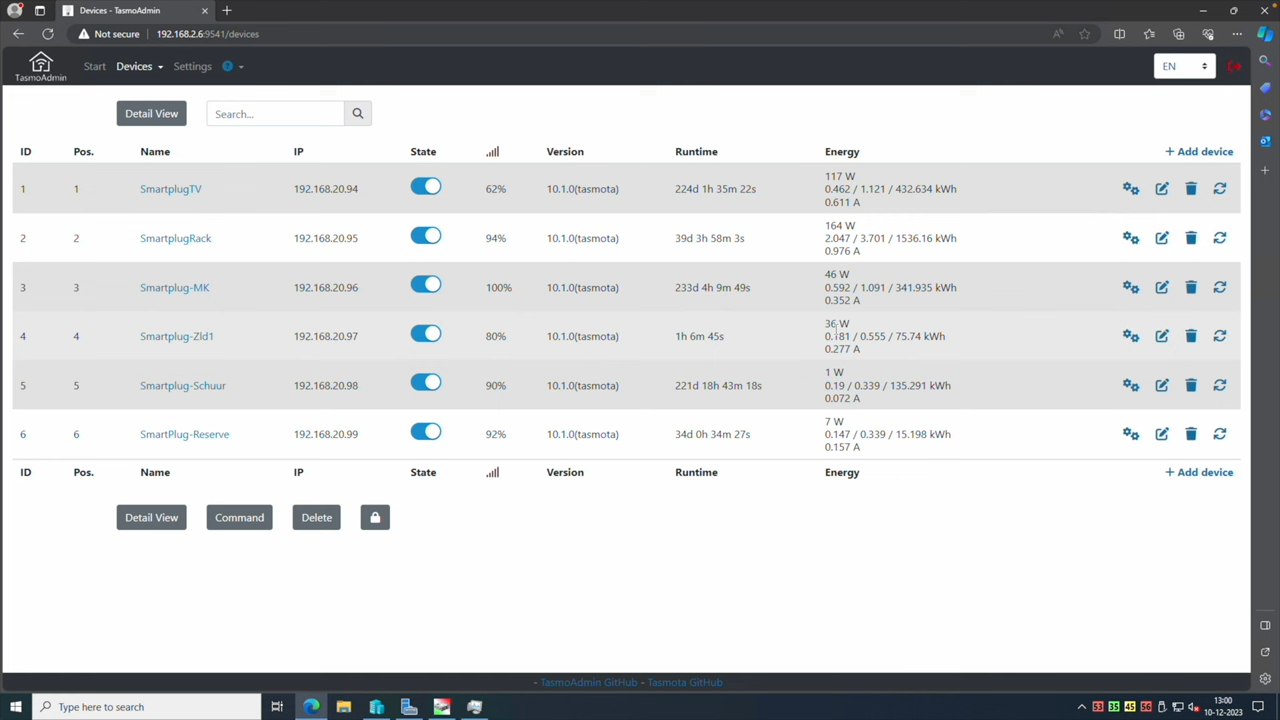 Devices - TasmoAdmin
Not secure 192.168.2.6:9541/devices
TasmoAdmin Start Devices Settings EN
Detail View Search...
ID Pos. Name IP State Version Runtime Energy + Add device
117 W
1 1 SmartplugTV 192.168.20.94 62% 10.1.0(tasmota) 224d 1h 35m 22s 0.462 / 1.121 / 432.634 kWh
0.611 A
164 W
2 2 SmartplugRack 192.168.20.95 94% 10.1.0(tasmota) 39d 3h 58m 3s 2.047 / 3.701 / 1536.16 kWh
0.976 A
46 W
3 3 Smartplug-MK 192.168.20.96 100% 10.1.0(tasmota) 233d 4h 9m 49s 0.592 / 1.091 / 341.935 kWh
0.352 A
36 W
4 4 Smartplug-Zld1 192.168.20.97 80% 10.1.0(tasmota) 1h 6m 45s 0.181 / 0.555 / 75.74 kWh
0.277 A
1 W
5 5 Smartplug-Schuur 192.168.20.98 90% 10.1.0(tasmota) 221d 18h 43m 18s 0.19 / 0.339 / 135.291 kWh
0.072 A
7 W
6 6 SmartPlug-Reserve 192.168.20.99 92% 10.1.0(tasmota) 34d 0h 34m 27s 0.147 / 0.339 / 15.198 kWh
0.157 A
ID Pos. Name IP State Version Runtime Energy + Add device
Detail View Command Delete
- TasmoAdmin GitHub - Tasmota GitHub
Type here to search
13:00
10-12-2023